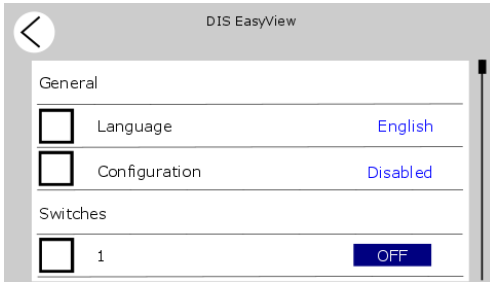 DIS EasyView
General
Language English
Configuration Disabled
Switches
1 OFF